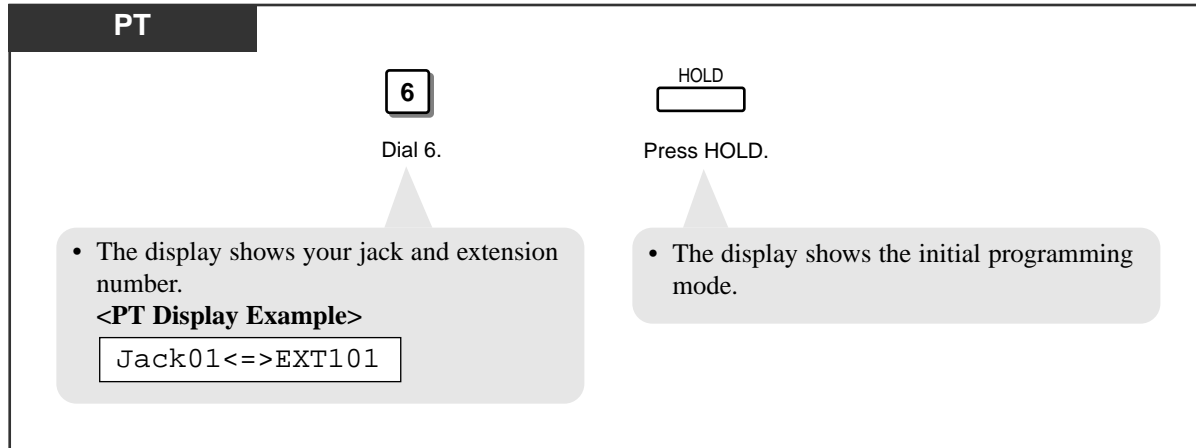 PT
6
HOLD
Dial 6.
Press HOLD.
• The display shows your jack and extension
number.
<PT Display Example>
Jack01<=>EXT101
• The display shows the initial programming
mode.